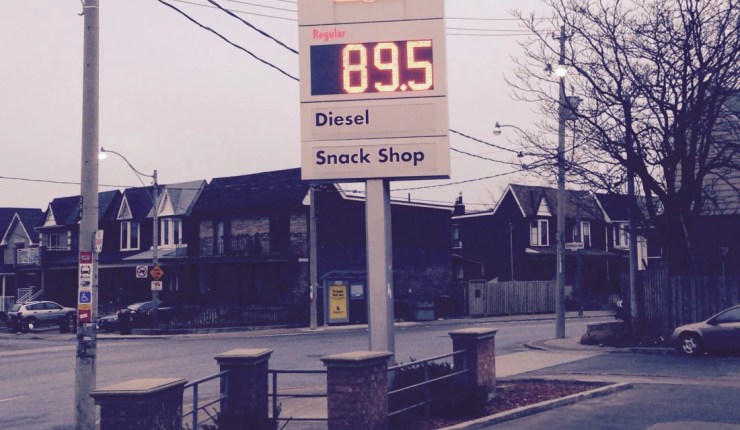 Regular
89.5
Diesel
Snack Shop